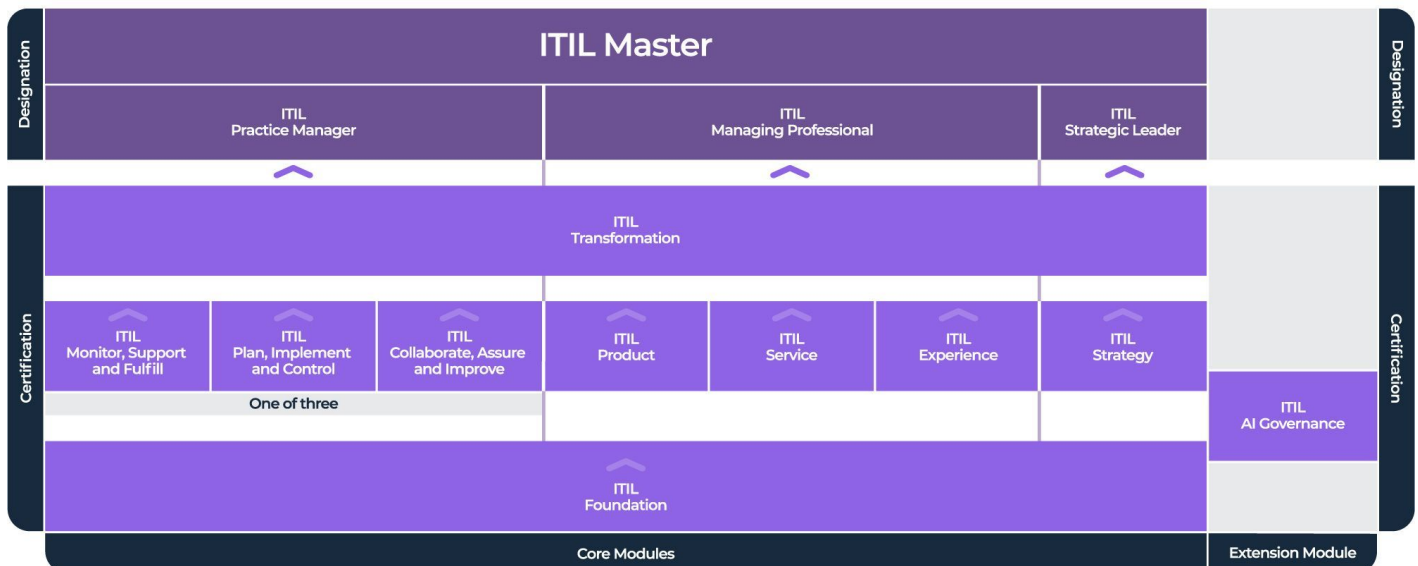 Designation
ITIL Master
Designation
ITIL
Practice Manager
ITIL
Managing Professional
ITIL
Strategic Leader
Certification
ITIL
Transformation
Certification
ITIL
Monitor, Support
and Fulfill
ITIL
Plan, Implement
and Control
ITIL
Collaborate, Assure
and Improve
ITIL
Product
ITIL
Service
ITIL
Experience
ITIL
Strategy
One of three
ITIL
AI Governance
ITIL
Foundation
Core Modules
Extension Module